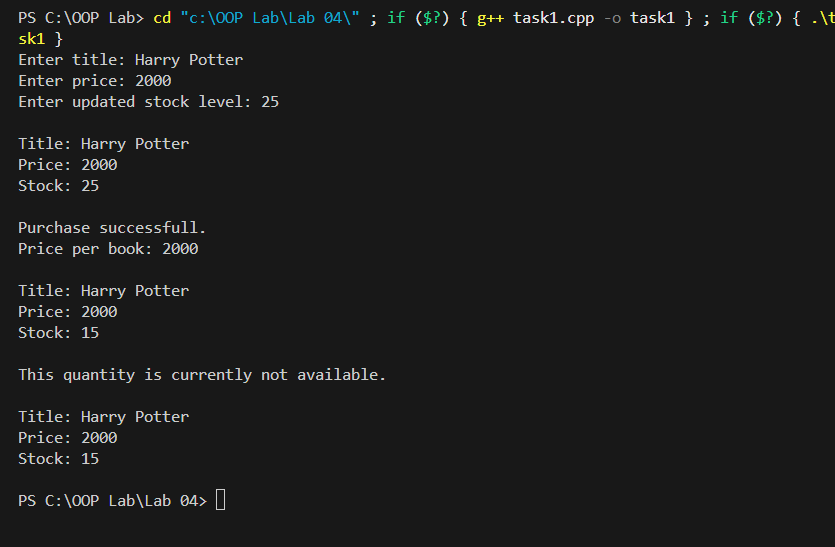 PS C:\OOP Lab> cd "c:\OOP Lab\Lab 04\" ; if ($?) { g++ task1.cpp -o task1 } ; if ($?) { .\t
sk1 }
Enter title: Harry Potter
Enter price: 2000
Enter updated stock level: 25
Title: Harry Potter
Price: 2000
Stock: 25
Purchase successfull.
Price per book: 2000
Title: Harry Potter
Price: 2000
Stock: 15
This quantity is currently not available.
Title: Harry Potter
Price: 2000
Stock: 15
PS C:\OOP Lab\Lab 04>